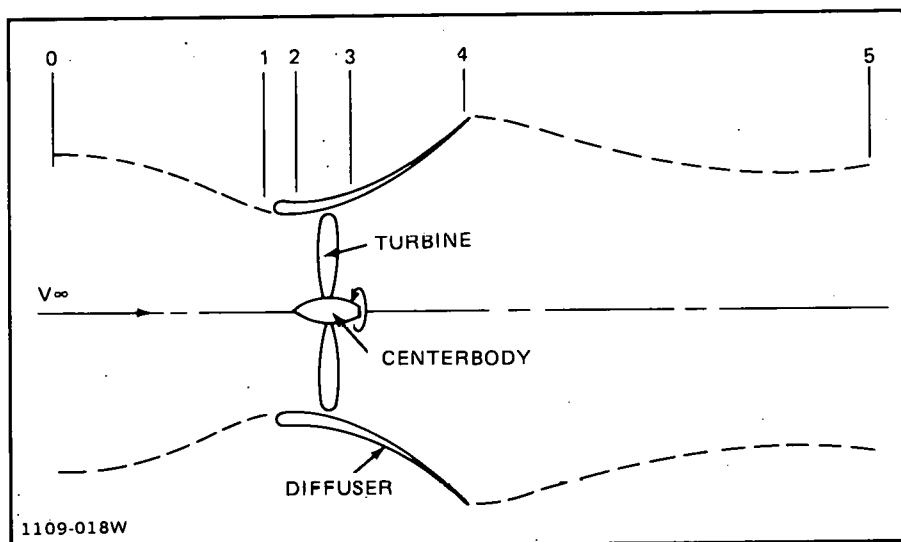 0 1 2 3 4 5
TURBINE
V∞
CENTERBODY
DIFFUSER
1109-018W